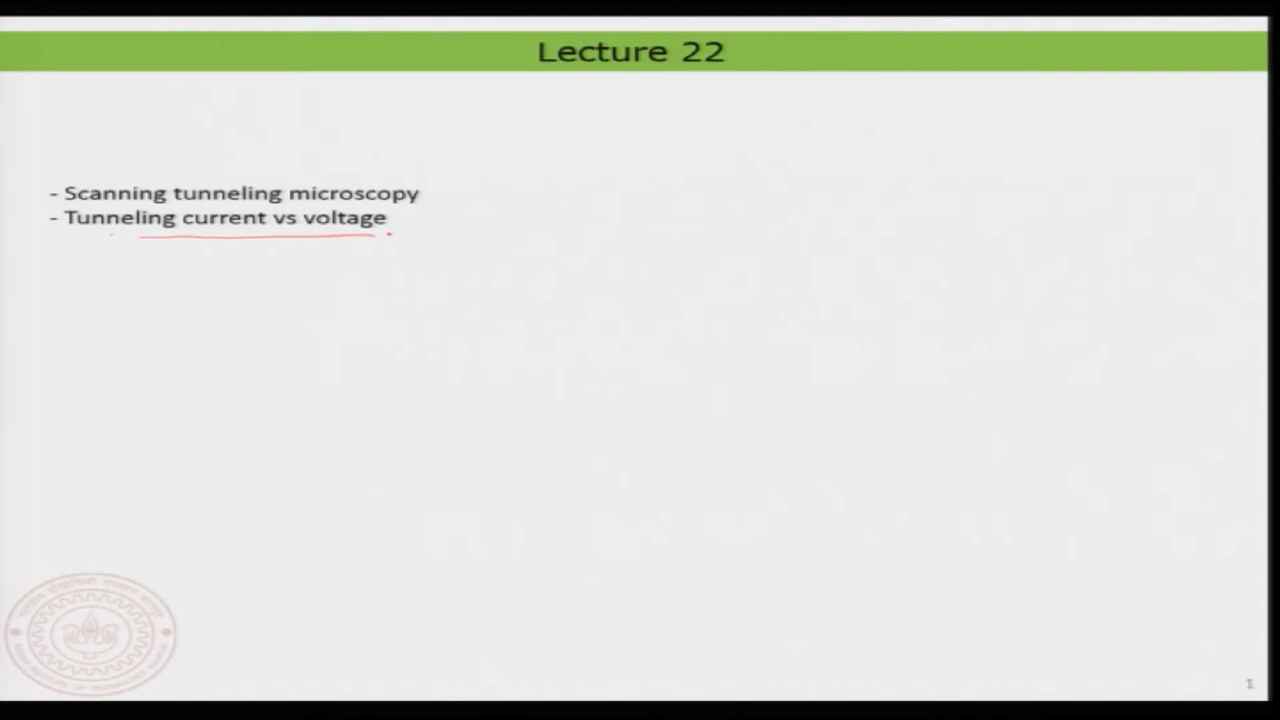 Lecture 22
- Scanning tunneling microscopy
- Tunneling current vs voltage
1